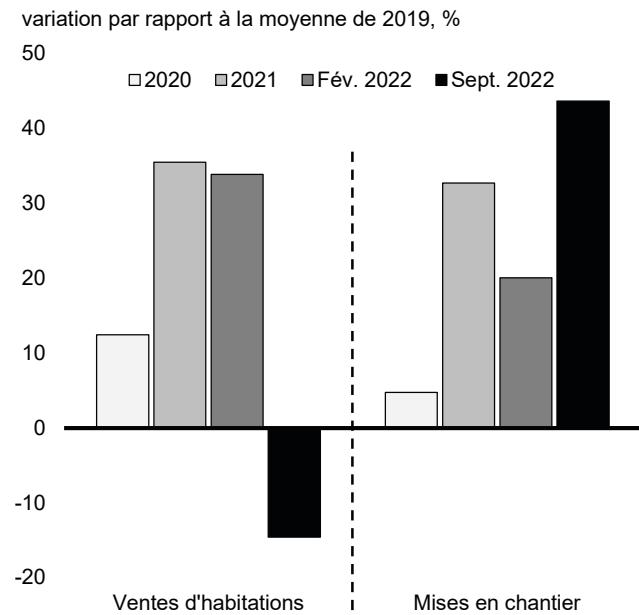 variation par rapport à la moyenne de 2019, %
50
2020 2021 Fév. 2022 Sept. 2022
40
30
20
10
0
-10
-20
Ventes d'habitations Mises en chantier